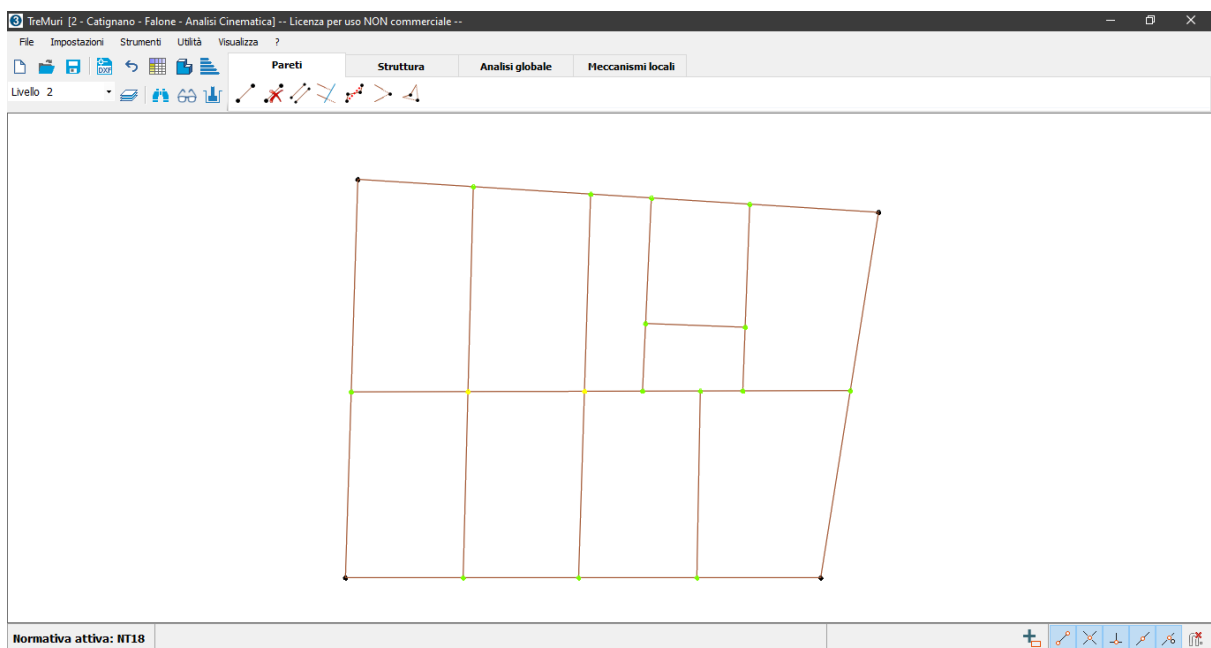 TreMuri [2 - Catignano - Falone - Analisi Cinematica] -- Licenza per uso NON commerciale --
File Impostazioni Strumenti Utilità Visualizza ?
DXF Pareti Struttura Analisi globale Meccanismi locali
Livello 2
Normativa attiva: NT18